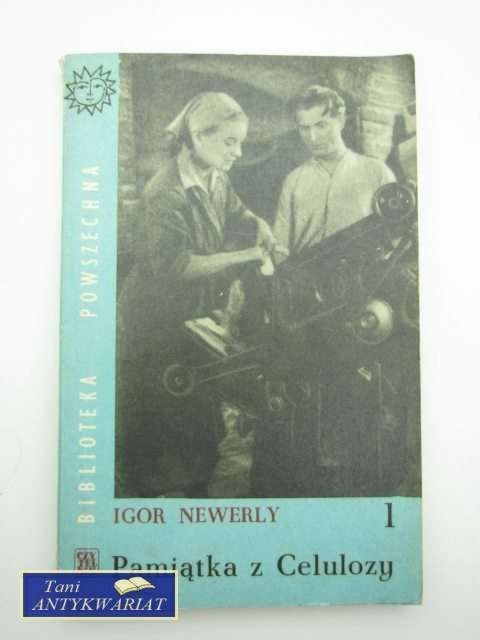 BIBLIOTEKA POWSZECHNA
IGOR NEWERLY 1
Pamiątka z Celulozy
Tani
ANTYKWARIAT